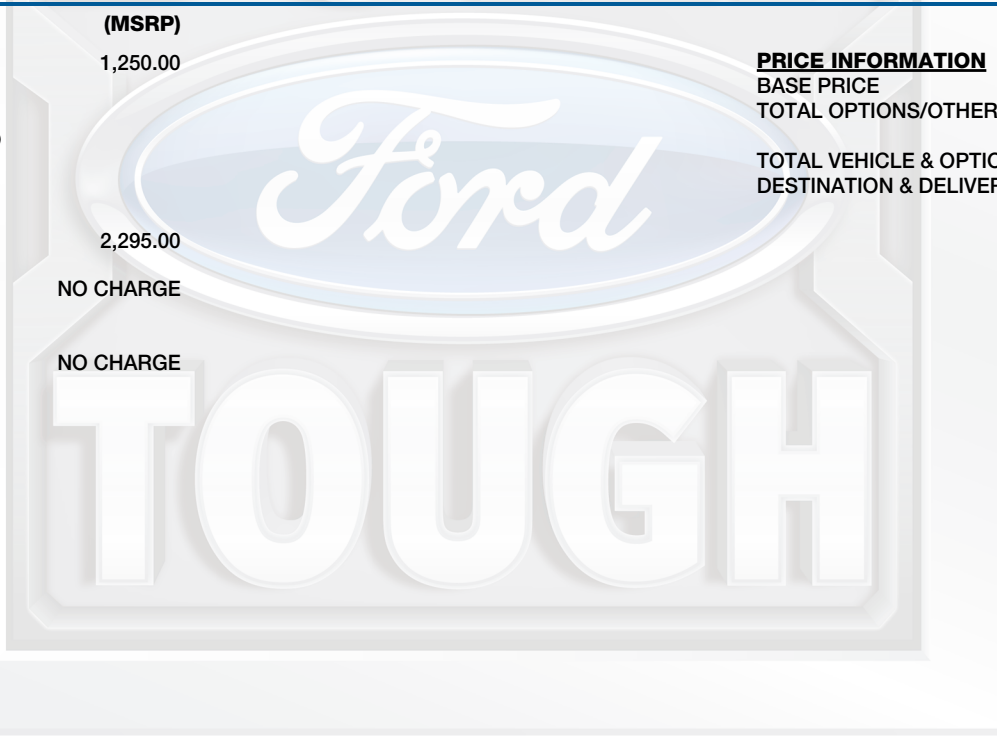 (MSRP)
1,250.00
2,295.00
NO CHARGE
NO CHARGE
PRICE INFORMATION
BASE PRICE
TOTAL OPTIONS/OTHER
TOTAL VEHICLE & OPTIO
DESTINATION & DELIVER
Ford
TOUGH